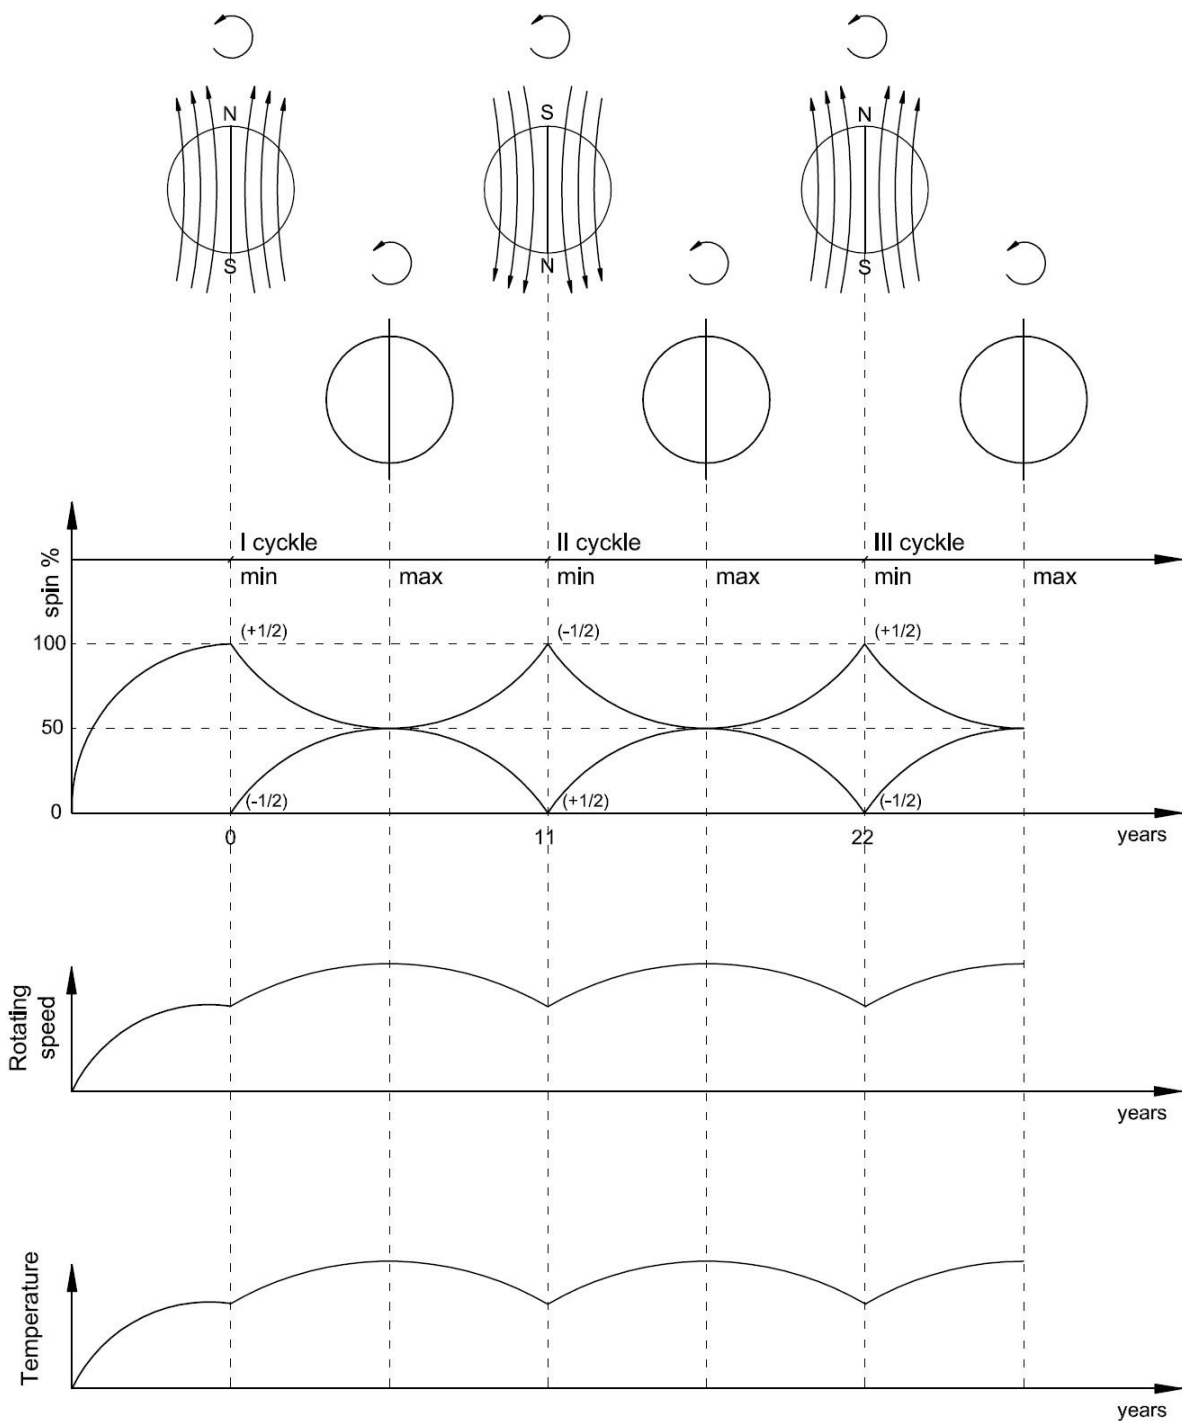 N
S
N
S
N
S
I cyckle
II cyckle
III cyckle
min
max
min
max
min
max
spin %
(+1/2)
(-1/2)
(+1/2)
100
50
0
(-1/2)
(+1/2)
(-1/2)
0
11
22
years
Rotating
speed
years
Temperature
years